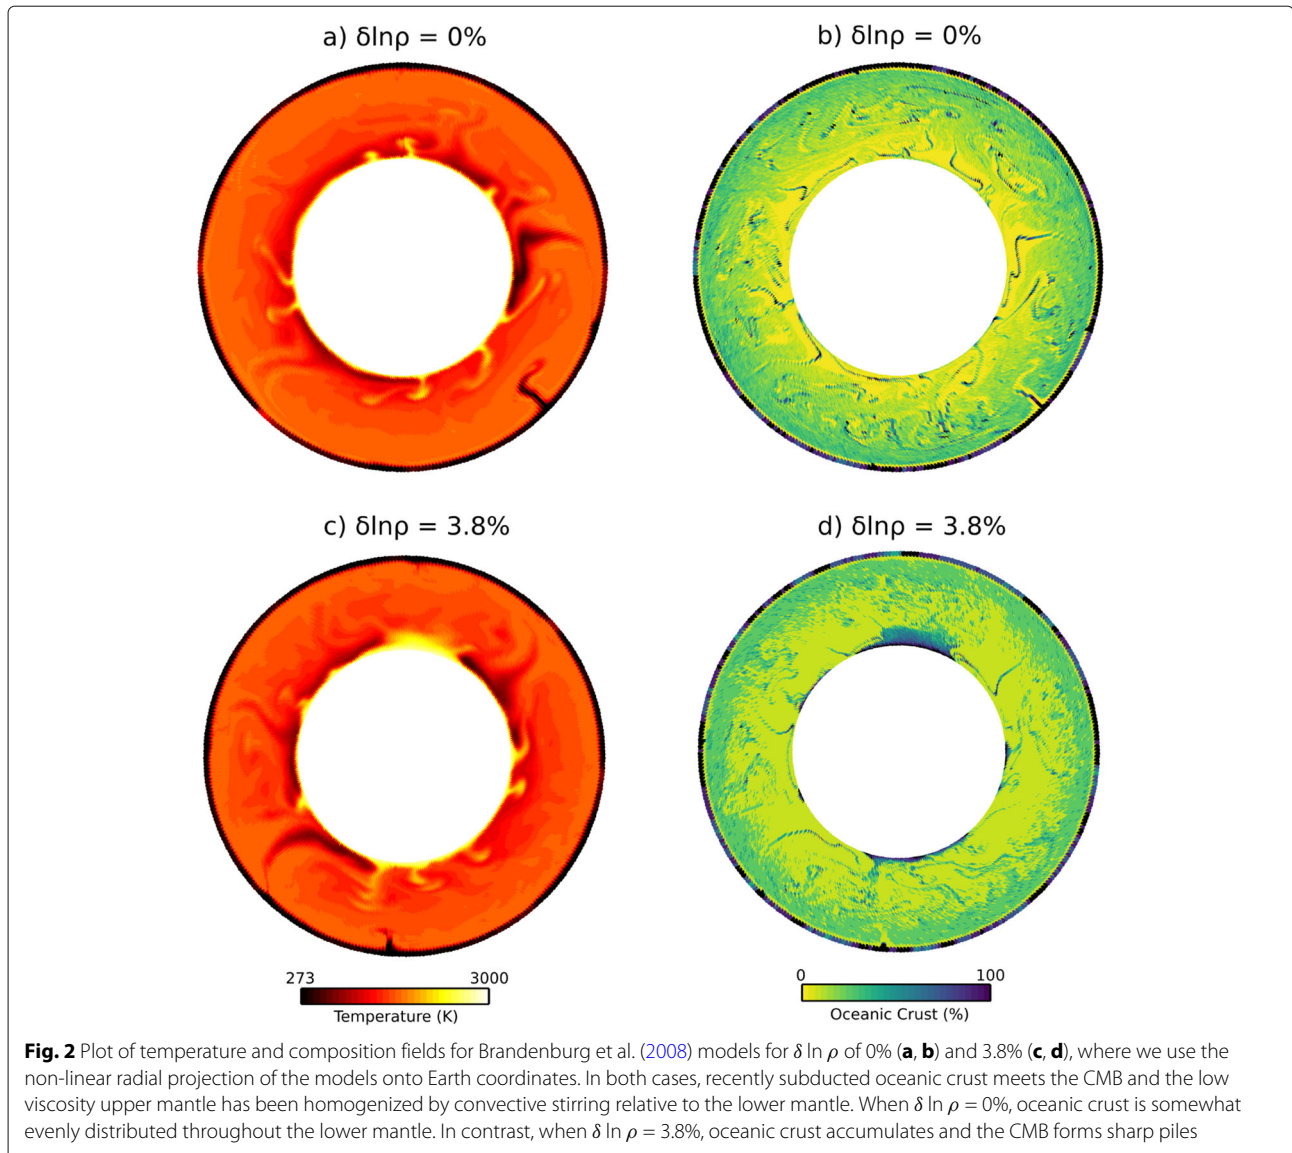 a) δlnρ = 0%
b) δlnρ = 0%
c) δlnρ = 3.8%
d) δlnρ = 3.8%
273 3000
Temperature (K)
0 100
Oceanic Crust (%)
Fig. 2 Plot of temperature and composition fields for Brandenburg et al. (2008) models for δ ln ρ of 0% (a, b) and 3.8% (c, d), where we use the
non-linear radial projection of the models onto Earth coordinates. In both cases, recently subducted oceanic crust meets the CMB and the low
viscosity upper mantle has been homogenized by convective stirring relative to the lower mantle. When δ ln ρ = 0%, oceanic crust is somewhat
evenly distributed throughout the lower mantle. In contrast, when δ ln ρ = 3.8%, oceanic crust accumulates and the CMB forms sharp piles